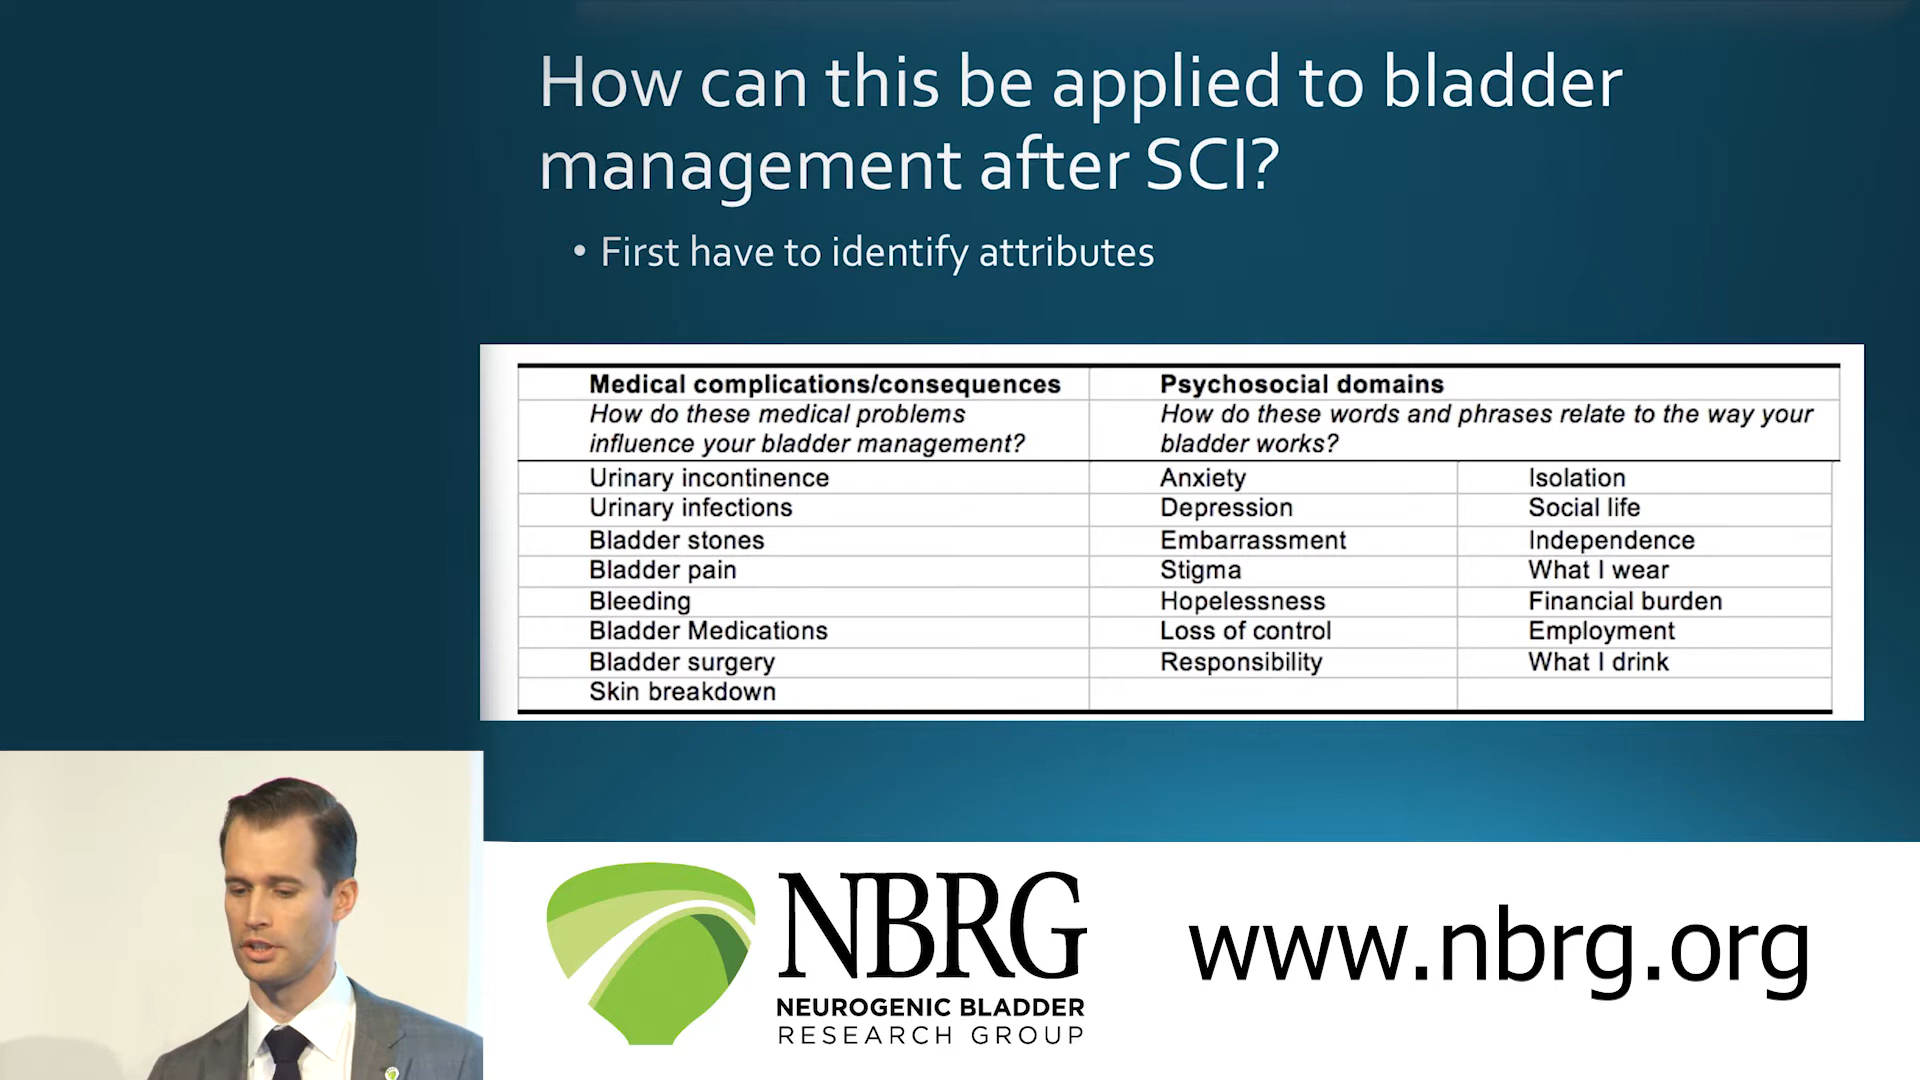 How can this be applied to bladder
management after SCI?
• First have to identify attributes
Medical complications/consequences Psychosocial domains
How do these medical problems
influence your bladder management?
How do these words and phrases relate to the way your
bladder works?
Urinary incontinence Anxiety Isolation
Urinary infections Depression Social life
Bladder stones Embarrassment Independence
Bladder pain Stigma What I wear
Bleeding Hopelessness Financial burden
Bladder Medications Loss of control Employment
Bladder surgery Responsibility What I drink
Skin breakdown
NBRG
NEUROGENIC BLADDER
RESEARCH GROUP
www.nbrg.org